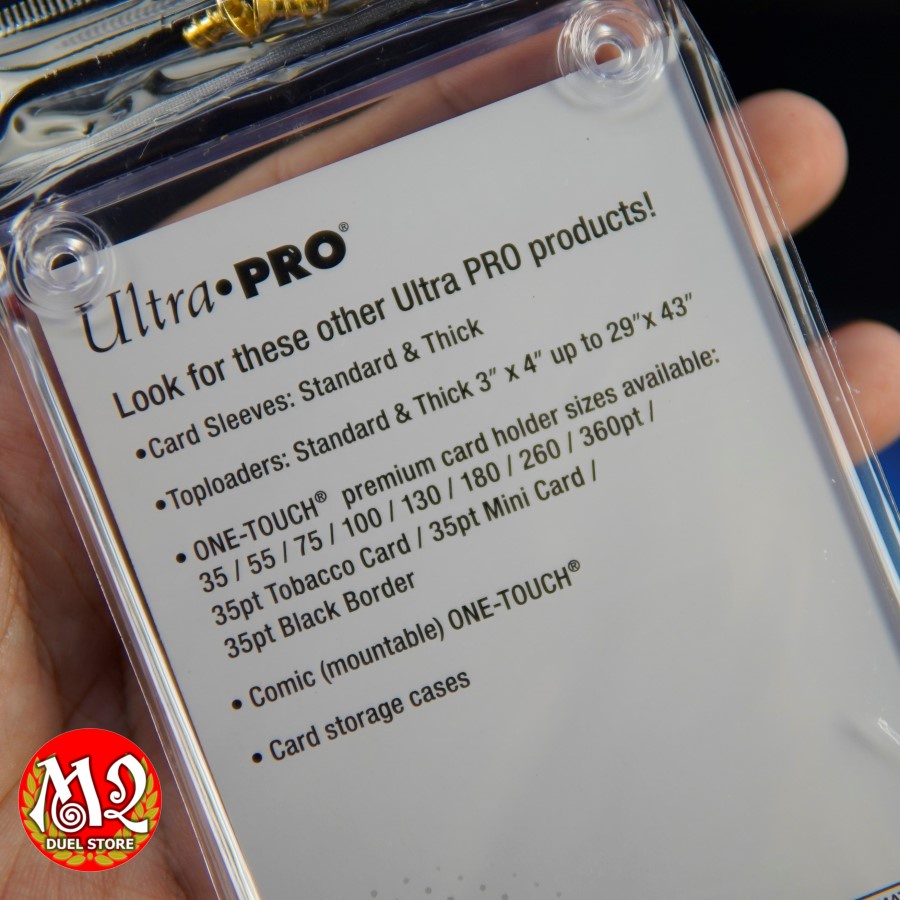 Ultra•PRO®
Look for these other Ultra PRO products!
•Card Sleeves: Standard & Thick
•Toploaders: Standard & Thick 3" x 4" up to 29"x 43"
• ONE-TOUCH® premium card holder sizes available:
35 / 55 / 75 / 100 / 130 / 180 / 260 / 360pt /
35pt Tobacco Card / 35pt Mini Card /
35pt Black Border
• Comic (mountable) ONE-TOUCH®
• Card storage cases
M2
DUEL STORE